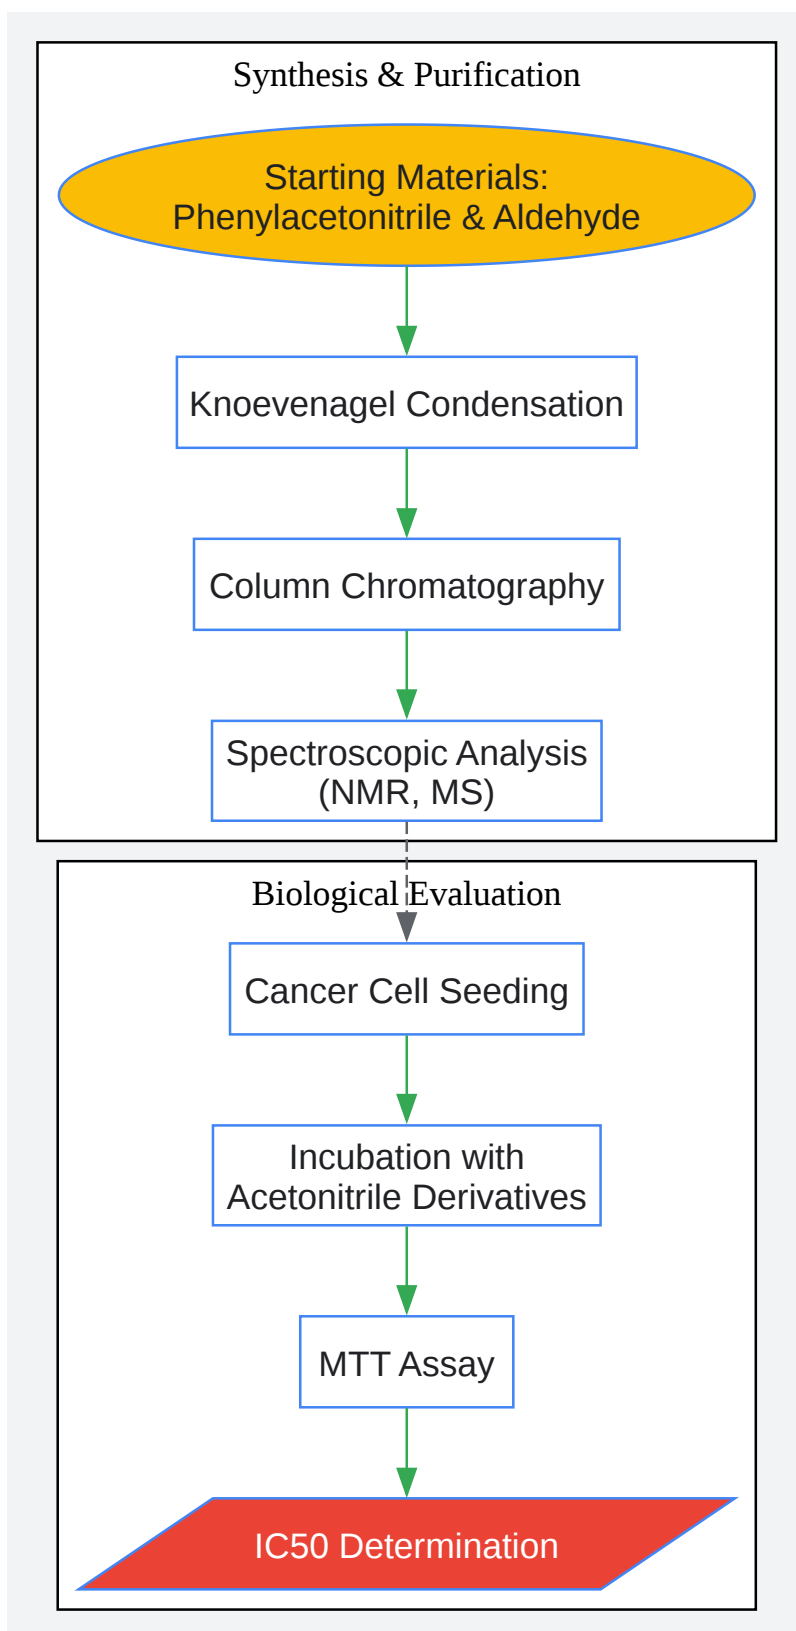 Synthesis & Purification
Starting Materials:
Phenylacetonitrile & Aldehyde
Knoevenagel Condensation
Column Chromatography
Spectroscopic Analysis
(NMR, MS)
Biological Evaluation
Cancer Cell Seeding
Incubation with
Acetonitrile Derivatives
MTT Assay
IC50 Determination